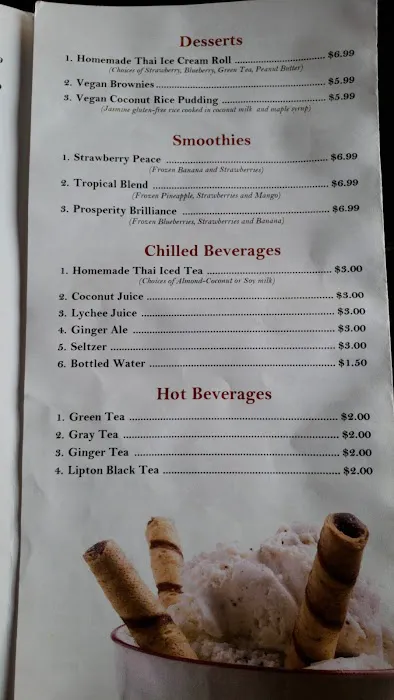 Desserts
1. Homemade Thai Ice Cream Roll ........................ $6.99
(Choices of Strawberry, Blueberry, Green Tea, Peanut Butter)
2. Vegan Brownies ........................ $5.99
3. Vegan Coconut Rice Pudding ........................ $5.99
(Jasmine gluten-free rice cooked in coconut milk and maple syrup)
Smoothies
1. Strawberry Peace ........................ $6.99
(Frozen Banana and Strawberries)
2. Tropical Blend ........................ $6.99
(Frozen Pineapple, Strawberries and Mango)
3. Prosperity Brilliance ........................ $6.99
(Frozen Blueberries, Strawberries and Banana)
Chilled Beverages
1. Homemade Thai Iced Tea ........................ $3.00
(Choices of Almond-Coconut or Soy milk)
2. Coconut Juice ........................ $3.00
3. Lychee Juice ........................ $3.00
4. Ginger Ale ........................ $3.00
5. Seltzer ........................ $3.00
6. Bottled Water ........................ $1.50
Hot Beverages
1. Green Tea ........................ $2.00
2. Gray Tea ........................ $2.00
3. Ginger Tea ........................ $2.00
4. Lipton Black Tea ........................ $2.00